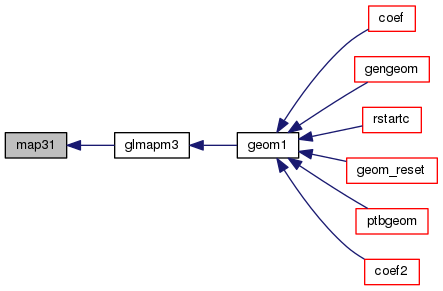 map31
glmapm3
geom1
coef
gengeom
rstartc
geom_reset
ptbgeom
coef2